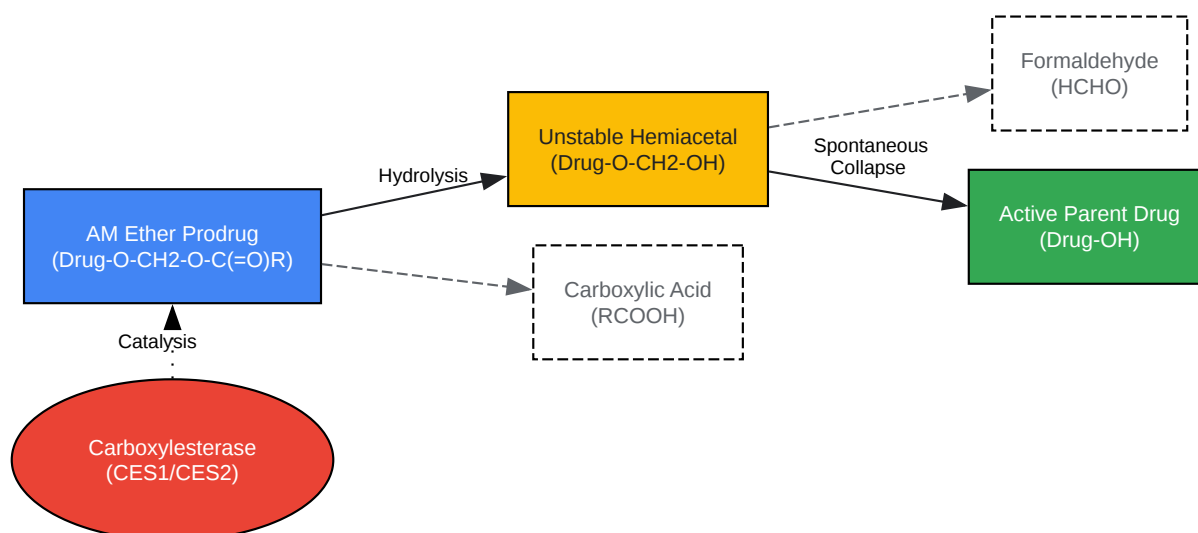 AM Ether Prodrug
(Drug-O-CH2-O-C(=O)R)
Catalysis
Carboxylesterase
(CES1/CES2)
Hydrolysis
Unstable Hemiacetal
(Drug-O-CH2-OH)
Carboxylic Acid
(RCOOH)
Spontaneous
Collapse
Formaldehyde
(HCHO)
Active Parent Drug
(Drug-OH)